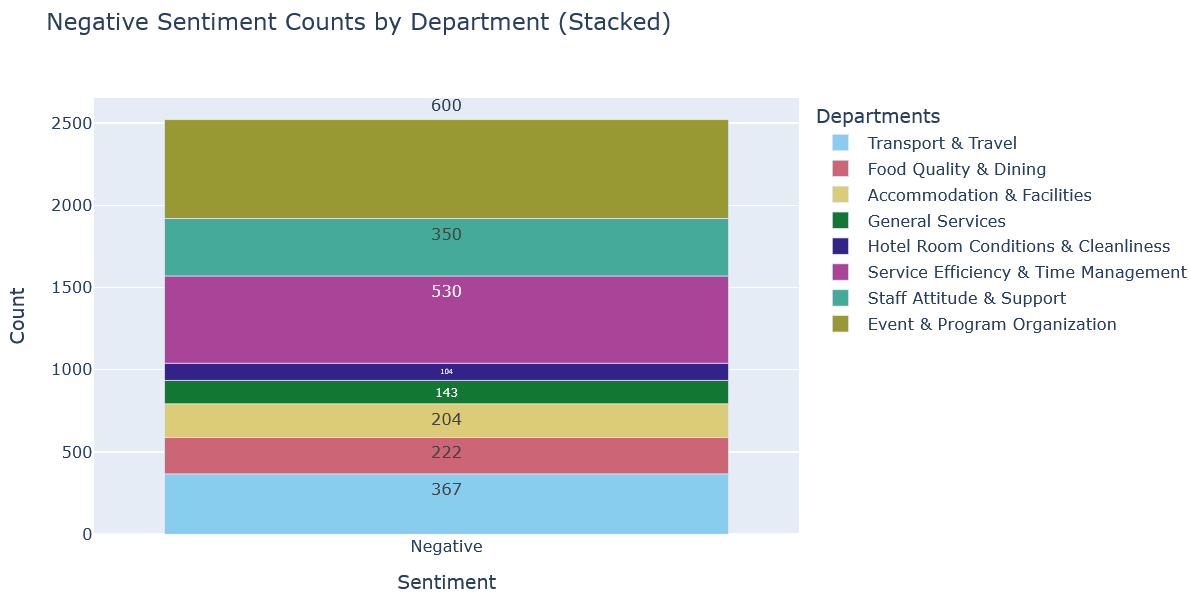 Negative Sentiment Counts by Department (Stacked)
600
2500
2000
1500
1000
500
0
Count
350
530
104
143
204
222
367
Negative
Sentiment
Departments
Transport & Travel
Food Quality & Dining
Accommodation & Facilities
General Services
Hotel Room Conditions & Cleanliness
Service Efficiency & Time Management
Staff Attitude & Support
Event & Program Organization